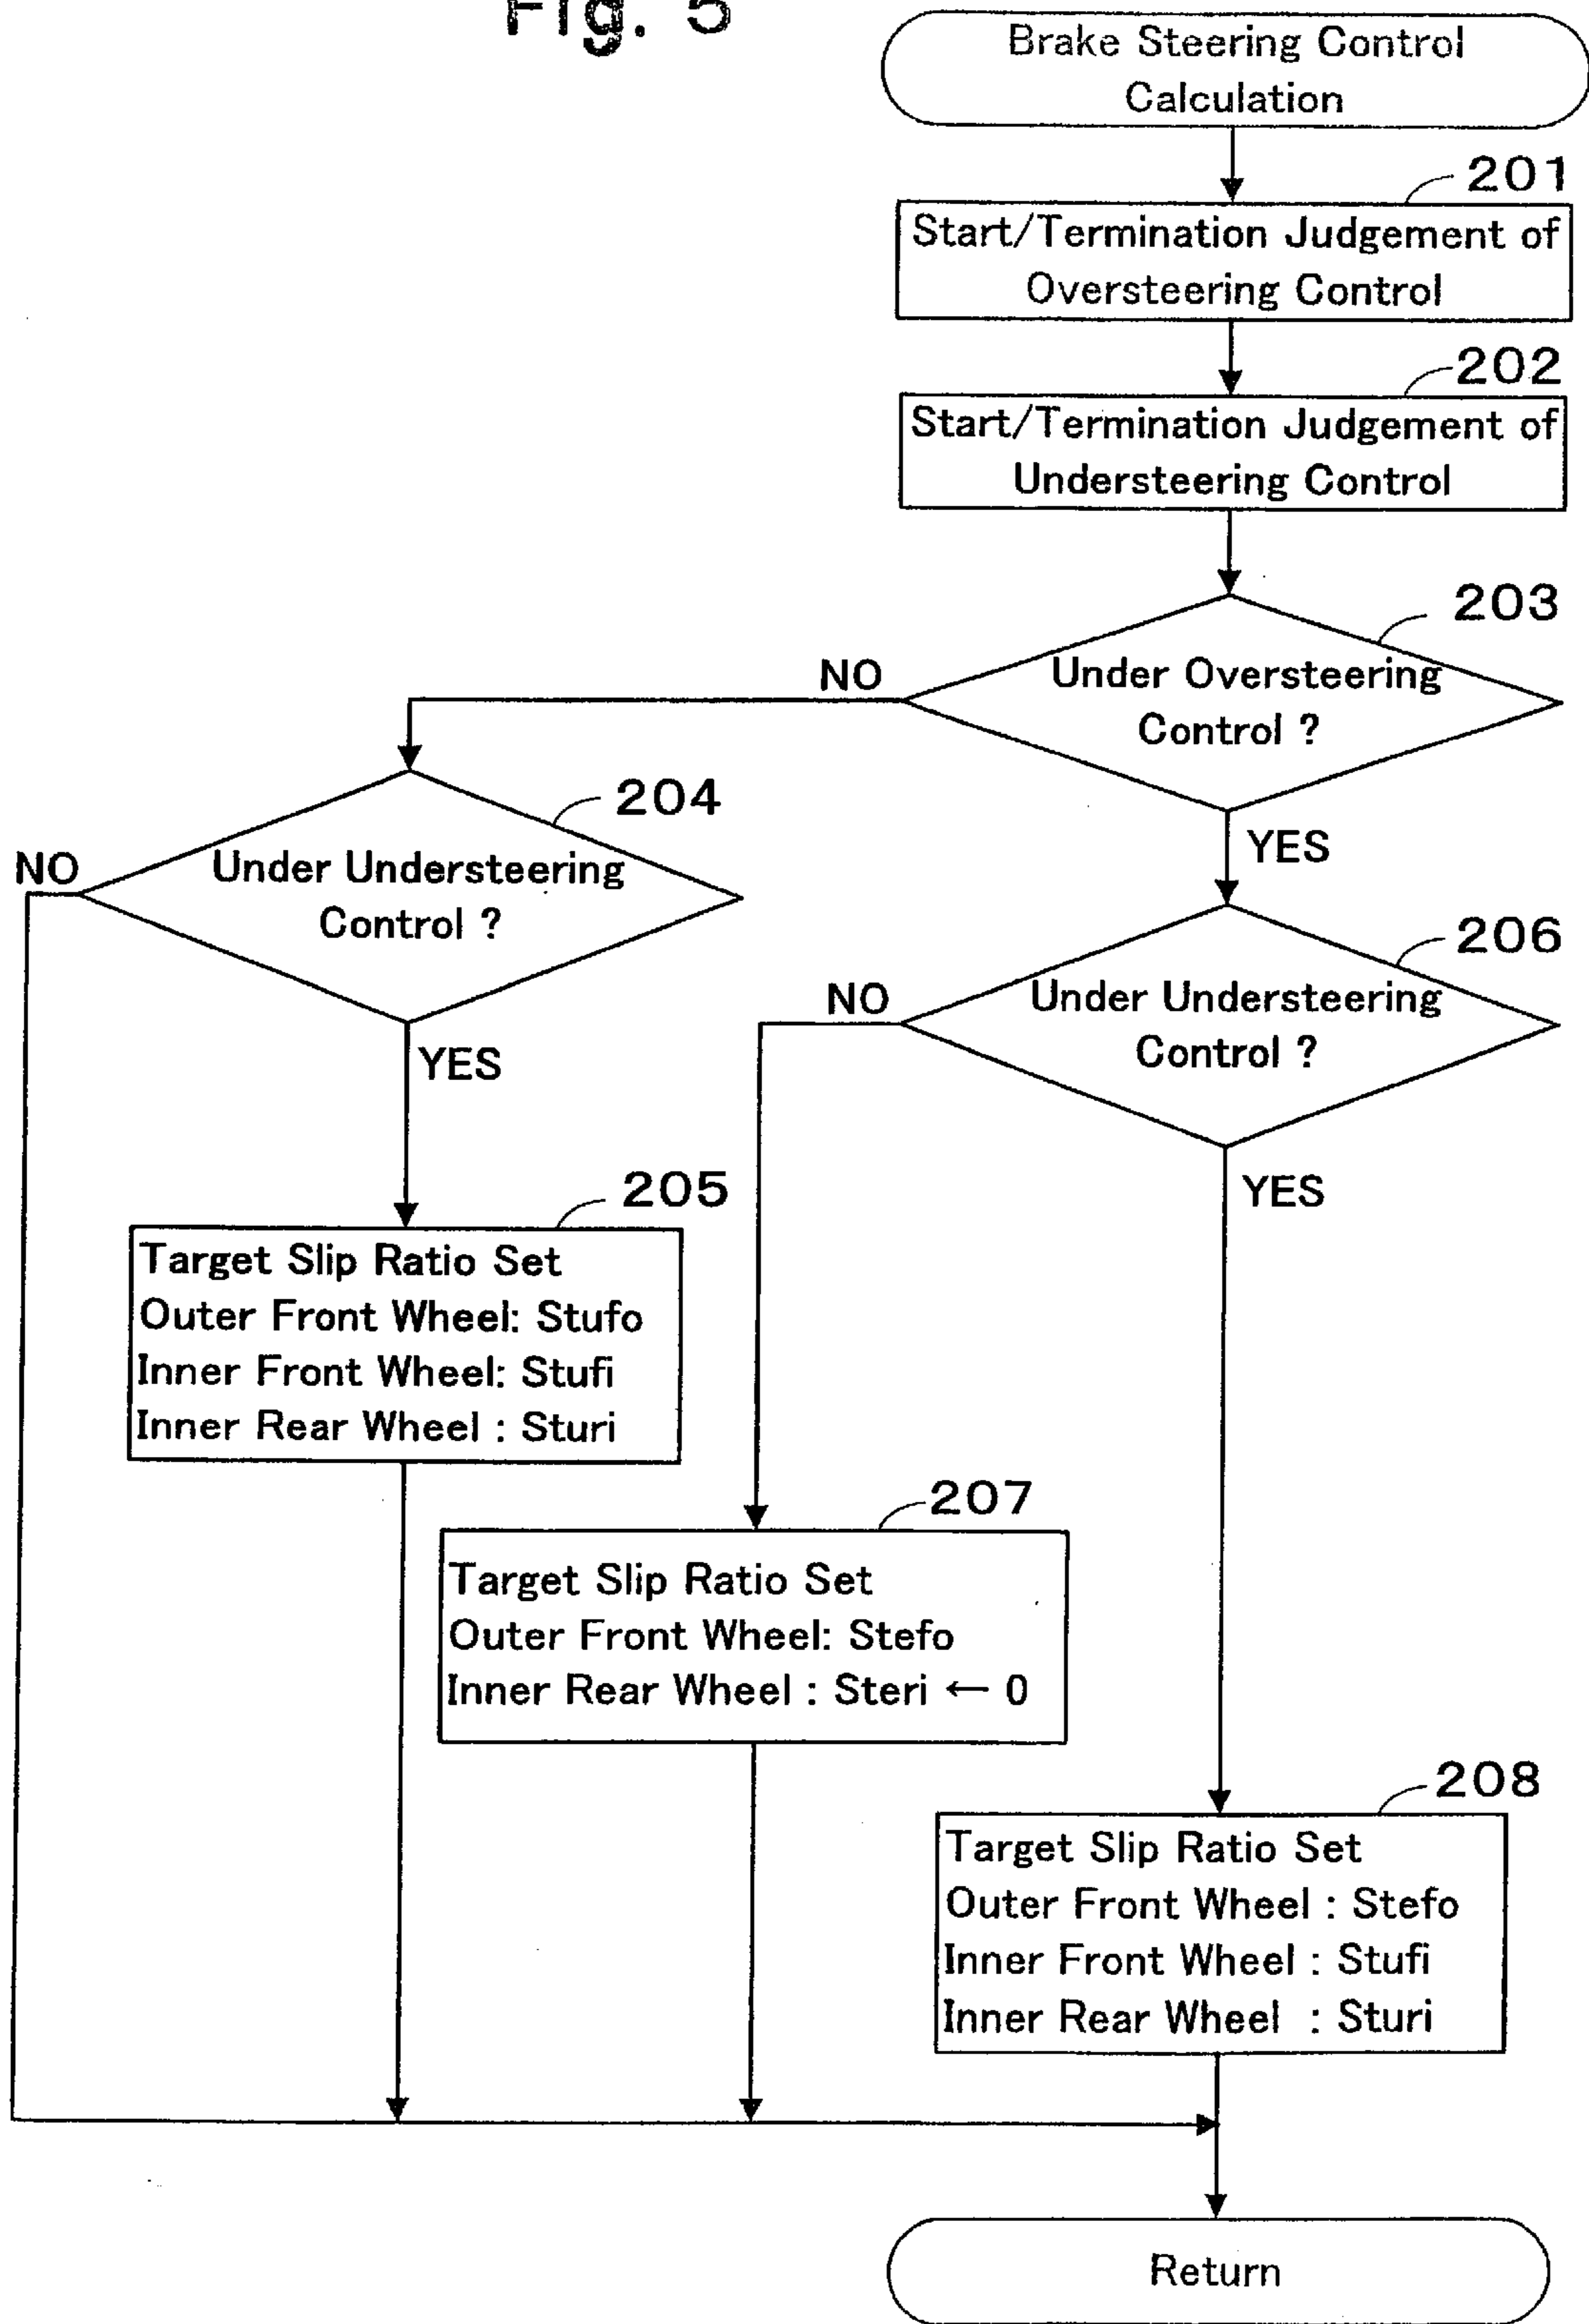 Fig. 5
Brake Steering Control
Calculation
201
Start/Termination Judgement of
Oversteering Control
202
Start/Termination Judgement of
Understeering Control
203
Under Oversteering
Control ?
NO
YES
204
Under Understeering
Control ?
NO
YES
206
Under Understeering
Control ?
NO
YES
205
Target Slip Ratio Set
Outer Front Wheel: Stufo
Inner Front Wheel: Stufi
Inner Rear Wheel : Sturi
207
Target Slip Ratio Set
Outer Front Wheel: Stefo
Inner Rear Wheel : Steri ← 0
208
Target Slip Ratio Set
Outer Front Wheel : Stefo
Inner Front Wheel : Stufi
Inner Rear Wheel : Sturi
Return